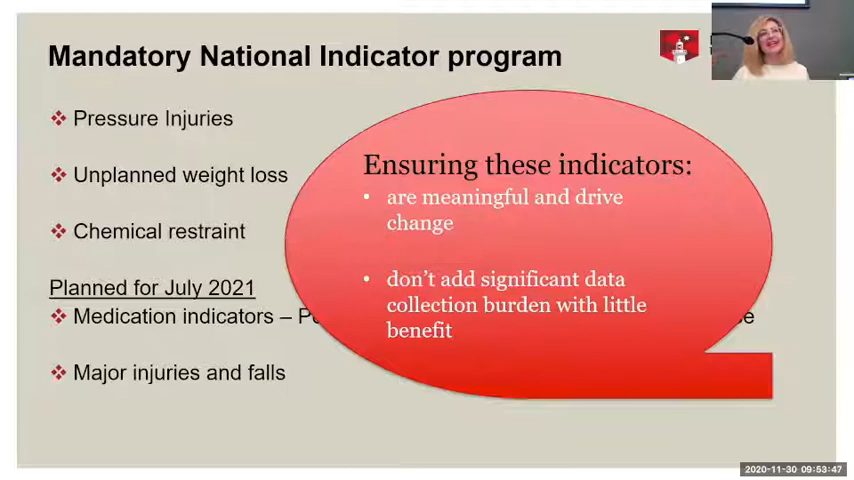 Mandatory National Indicator program
❖ Pressure Injuries
❖ Unplanned weight loss
❖ Chemical restraint
Planned for July 2021
❖ Medication indicators –
❖ Major injuries and falls
Ensuring these indicators:
• are meaningful and drive
change
• don't add significant data
collection burden with little
benefit
2020-11-30 09:53:47